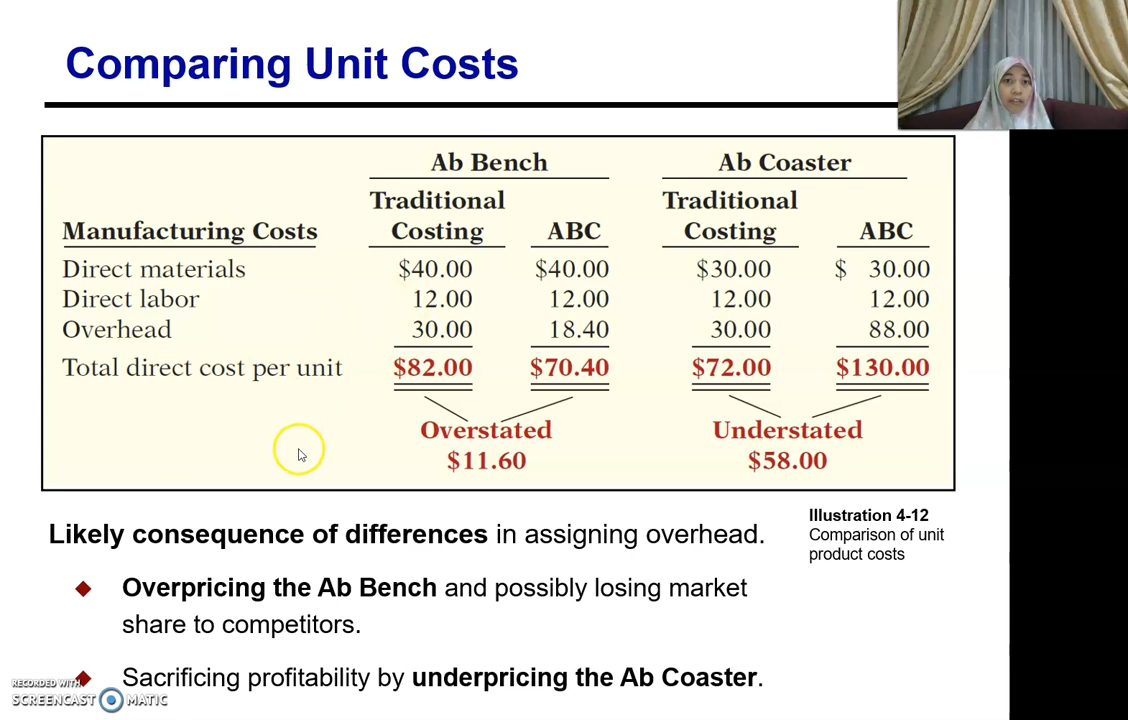 Comparing Unit Costs
Ab Bench Ab Coaster
Traditional Traditional
Manufacturing Costs Costing ABC Costing ABC
Direct materials $40.00 $40.00 $30.00 $ 30.00
Direct labor 12.00 12.00 12.00 12.00
Overhead 30.00 18.40 30.00 88.00
Total direct cost per unit $82.00 $70.40 $72.00 $130.00
Overstated Understated
$11.60 $58.00
Likely consequence of differences in assigning overhead.
Illustration 4-12
Comparison of unit
product costs
Overpricing the Ab Bench and possibly losing market
share to competitors.
Sacrificing profitability by underpricing the Ab Coaster.
RECORDED WITH
SCREENCAST MATIC